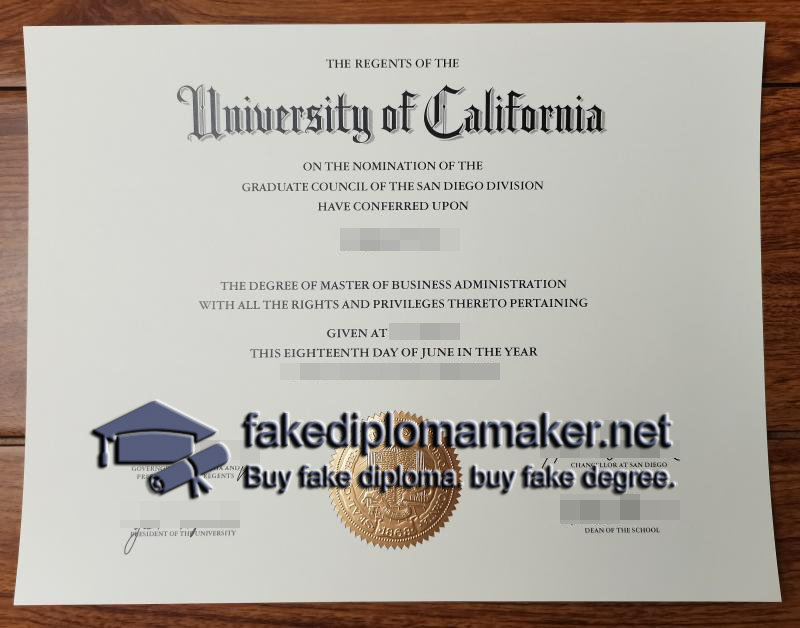 THE REGENTS OF THE
University of California
ON THE NOMINATION OF THE
GRADUATE COUNCIL OF THE SAN DIEGO DIVISION
HAVE CONFERRED UPON
THE DEGREE OF MASTER OF BUSINESS ADMINISTRATION
WITH ALL THE RIGHTS AND PRIVILEGES THERETO PERTAINING
GIVEN AT
THIS EIGHTEENTH DAY OF JUNE IN THE YEAR
fakediplomamaker.net
Buy fake diploma, buy fake degree.
CHANCELLOR AT SAN DIEGO
REGENTS
PRESIDENT OF THE UNIVERSITY
DEAN OF THE SCHOOL